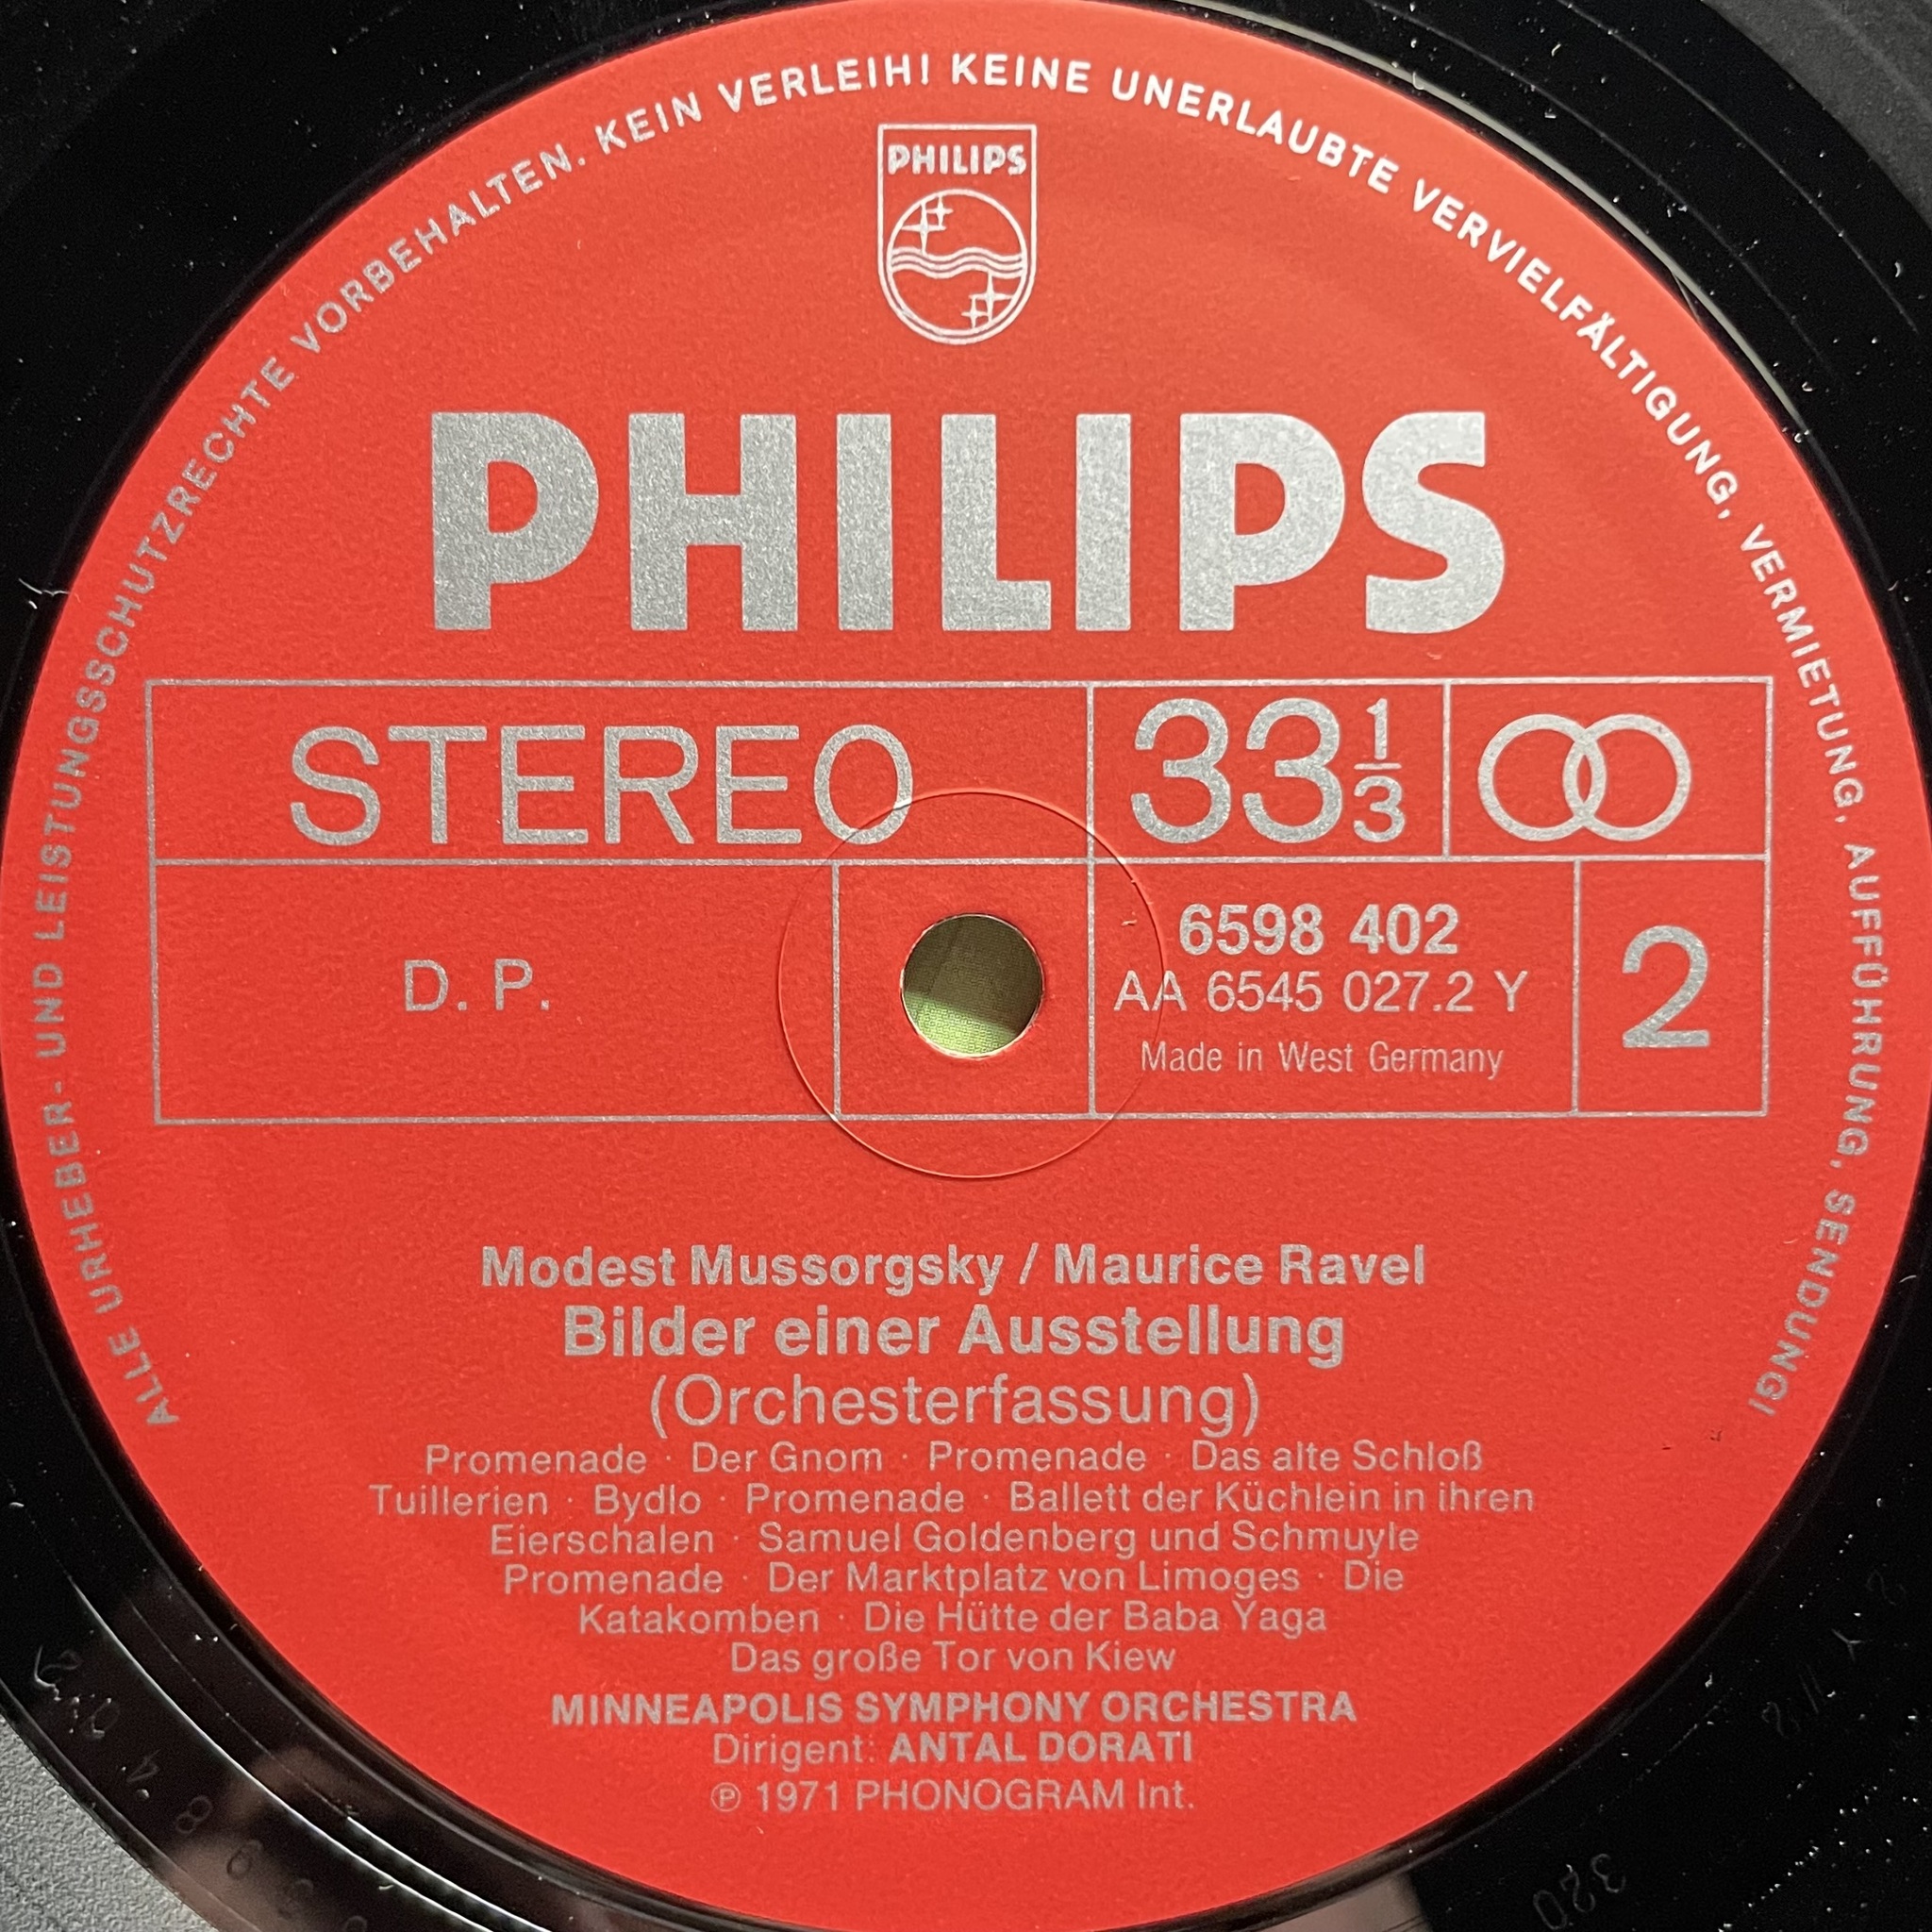 ALLE URHEBER- UND LEISTUNGSSCHUTZRECHTE VORBEHALTEN. KEIN VERLEIH! KEINE UNERLAUBTE VERVIELFÄLTIGUNG, VERMIETUNG, AUFFÜHRUNG, SENDUNG!
PHILIPS
PHILIPS
STEREO
33 1/3
D. P.
6598 402
AA 6545 027.2 Y
Made in West Germany
2
Modest Mussorgsky / Maurice Ravel
Bilder einer Ausstellung
(Orchesterfassung)
Promenade · Der Gnom · Promenade · Das alte Schloß
Tuillerien · Bydlo · Promenade · Ballett der Küchlein in ihren
Eierschalen · Samuel Goldenberg und Schmuyle
Promenade · Der Marktplatz von Limoges · Die
Katakomben · Die Hütte der Baba Yaga
Das große Tor von Kiew
MINNEAPOLIS SYMPHONY ORCHESTRA
Dirigent: ANTAL DORATI
℗ 1971 PHONOGRAM Int.
320